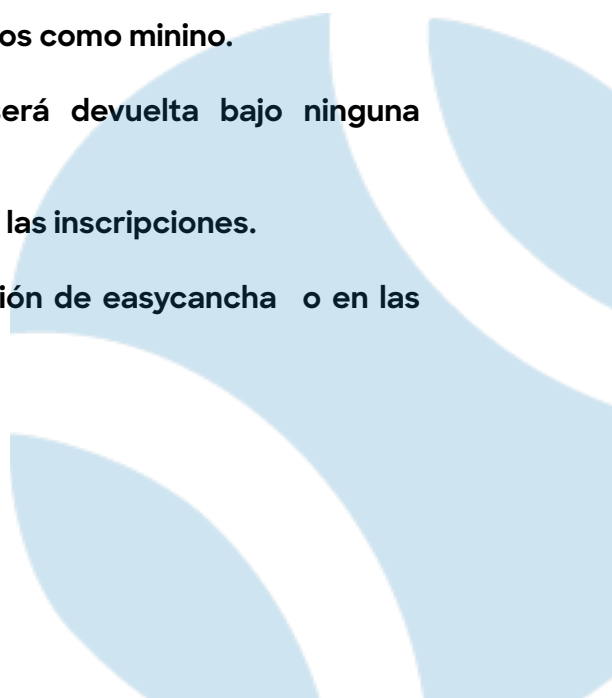 os como minino.
erá devuelta bajo ninguna
las inscripciones.
ión de easycancha o en las